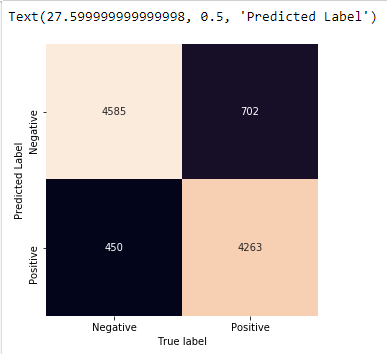 Text(27.599999999999998, 0.5, 'Predicted Label')
Predicted Label
Negative
4585
702
Positive
450
4263
Negative
Positive
True label